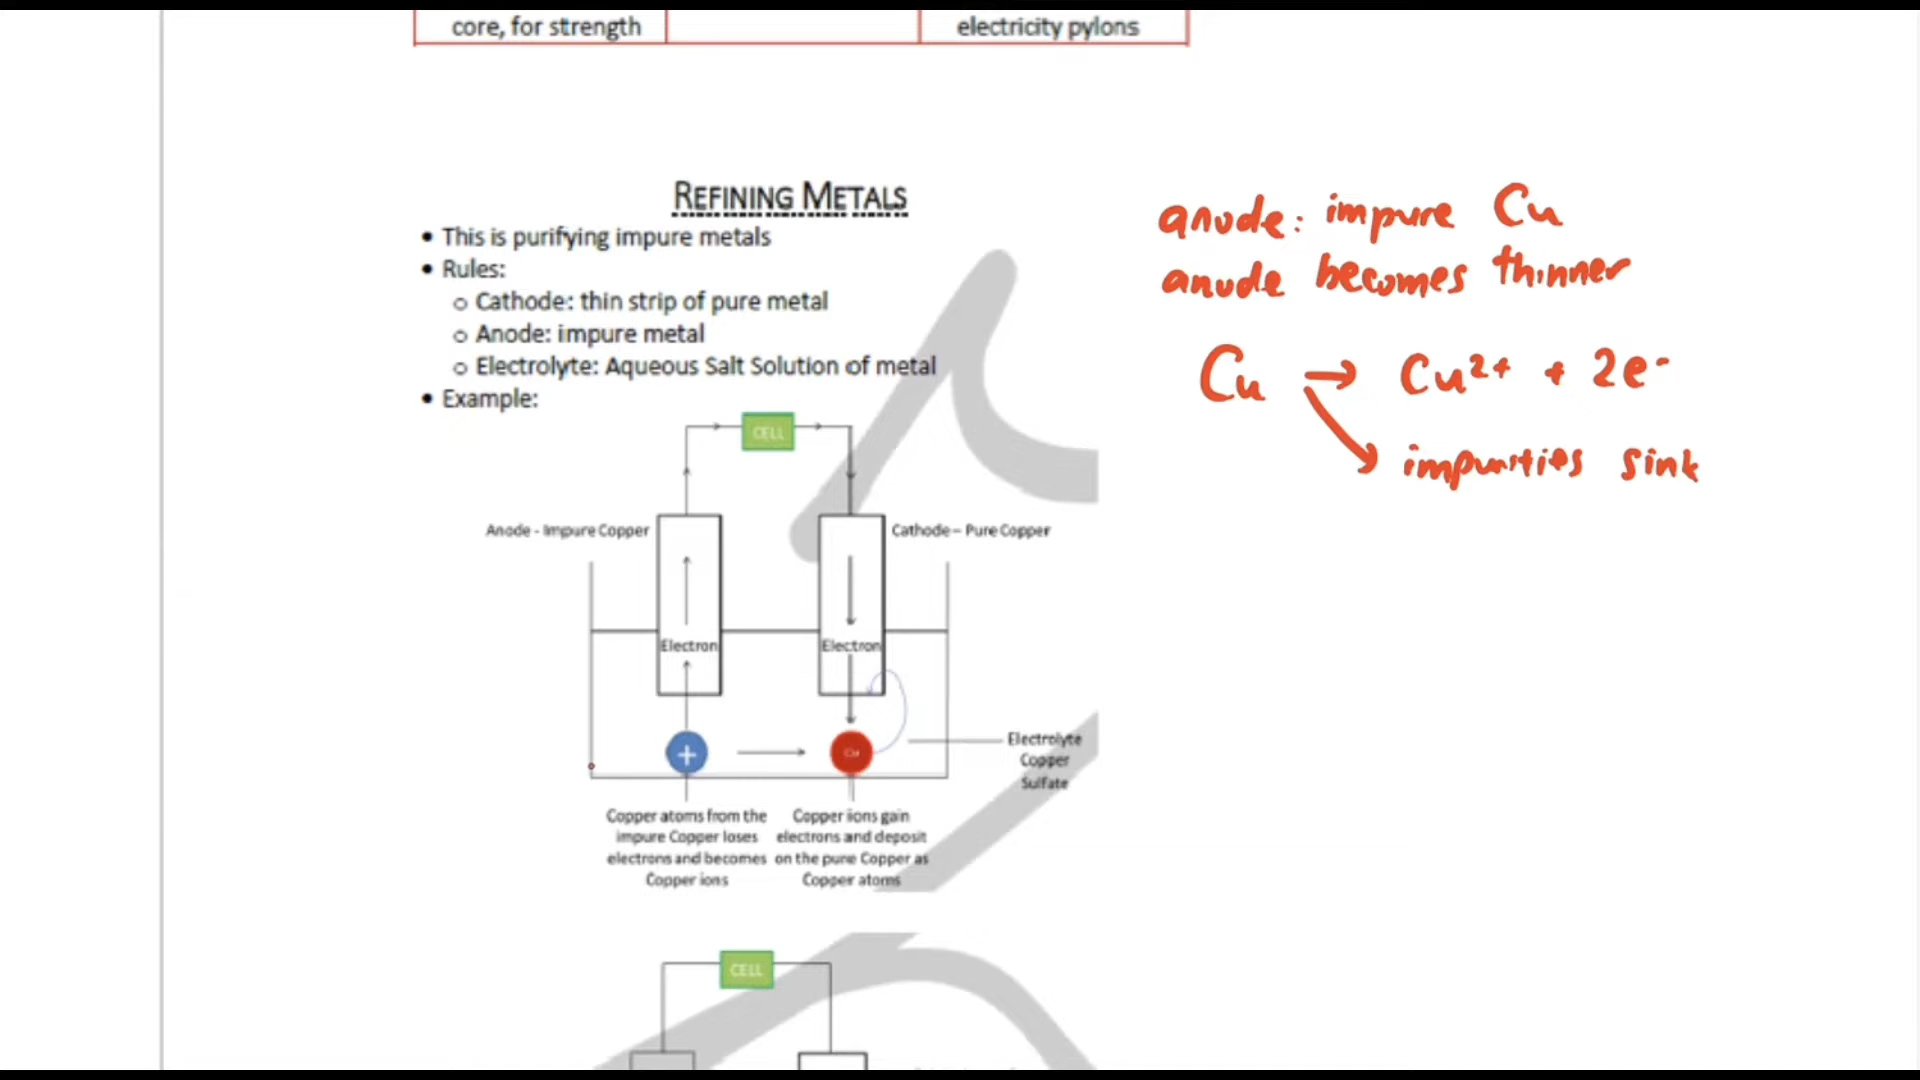 core, for strength
electricity pylons
REFINING METALS
• This is purifying impure metals
• Rules:
o Cathode: thin strip of pure metal
o Anode: impure metal
o Electrolyte: Aqueous Salt Solution of metal
• Example:
CELL
Anode - Impure Copper
Cathode – Pure Copper
Electron
Electron
+
Cu
Electrolyte
Copper
Sulfate
Copper atoms from the
impure Copper loses
electrons and becomes
Copper ions
Copper ions gain
electrons and deposit
on the pure Copper as
Copper atoms
CELL
anode: impure Cu
anode becomes thinner
Cu → Cu²⁺ + 2e⁻
impurities sink